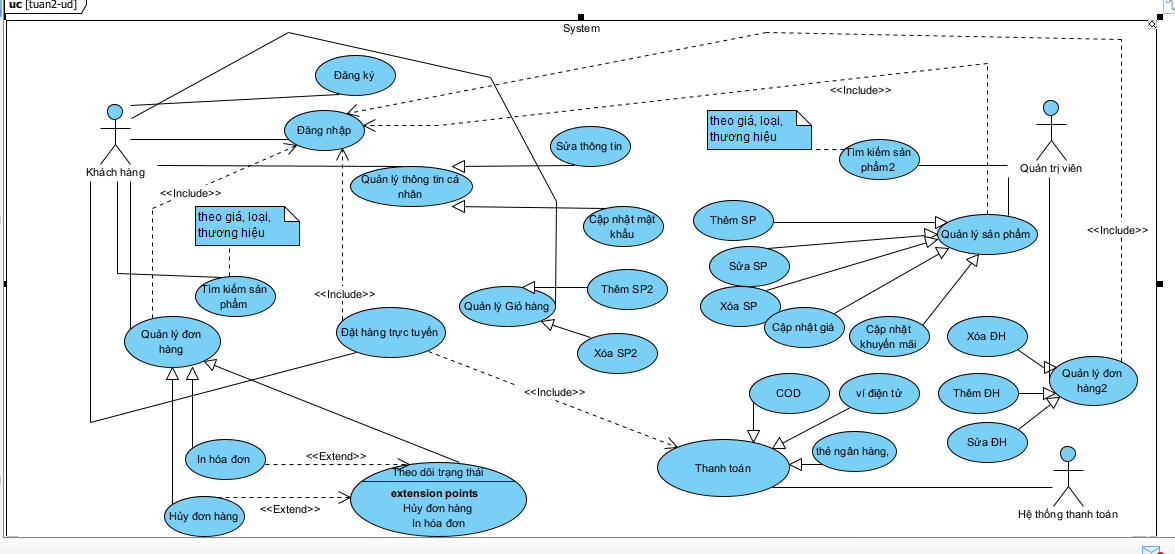 uc [tuan2-ud]
System
Đăng ký
<<Include>>
theo giá, loại,
thương hiệu
Đăng nhập
Khách hàng
Sửa thông tin
Tìm kiếm sản
phẩm2
Quản trị viên
Quản lý thông tin cá
nhân
<<Include>>
theo giá, loại,
thương hiệu
Cập nhật mật
khẩu
Thêm SP
Quản lý sản phẩm
<<Include>>
Sửa SP
Tìm kiếm sản
phẩm
<<Include>>
Quản lý Giỏ hàng
Thêm SP2
Xóa SP
Quản lý đơn
hàng
Đặt hàng trực tuyến
Xóa SP2
Cập nhật giá
Cập nhật
khuyến mãi
Xóa ĐH
Quản lý đơn
hàng2
<<Include>>
COD
ví điện tử
Thêm ĐH
Sửa ĐH
thẻ ngân hàng,
Thanh toán
In hóa đơn
<<Extend>>
Theo dõi trạng thái
extension points
Hủy đơn hàng
In hóa đơn
Hủy đơn hàng
<<Extend>>
Hệ thống thanh toán